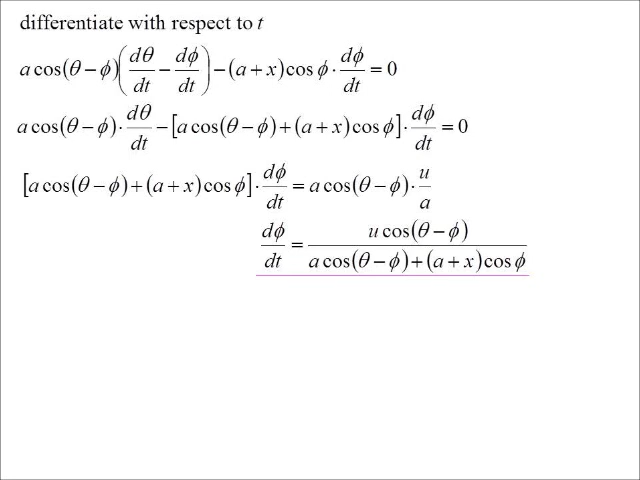 differentiate with respect to t
a cos(θ − ϕ)(dθ/dt − dϕ/dt) − (a + x)cos ϕ · dϕ/dt = 0
a cos(θ − ϕ) · dθ/dt − [a cos(θ − ϕ) + (a + x)cos ϕ] · dϕ/dt = 0
[a cos(θ − ϕ) + (a + x)cos ϕ] · dϕ/dt = a cos(θ − ϕ) · u/a
dϕ/dt = u cos(θ − ϕ) / a cos(θ − ϕ) + (a + x)cos ϕ